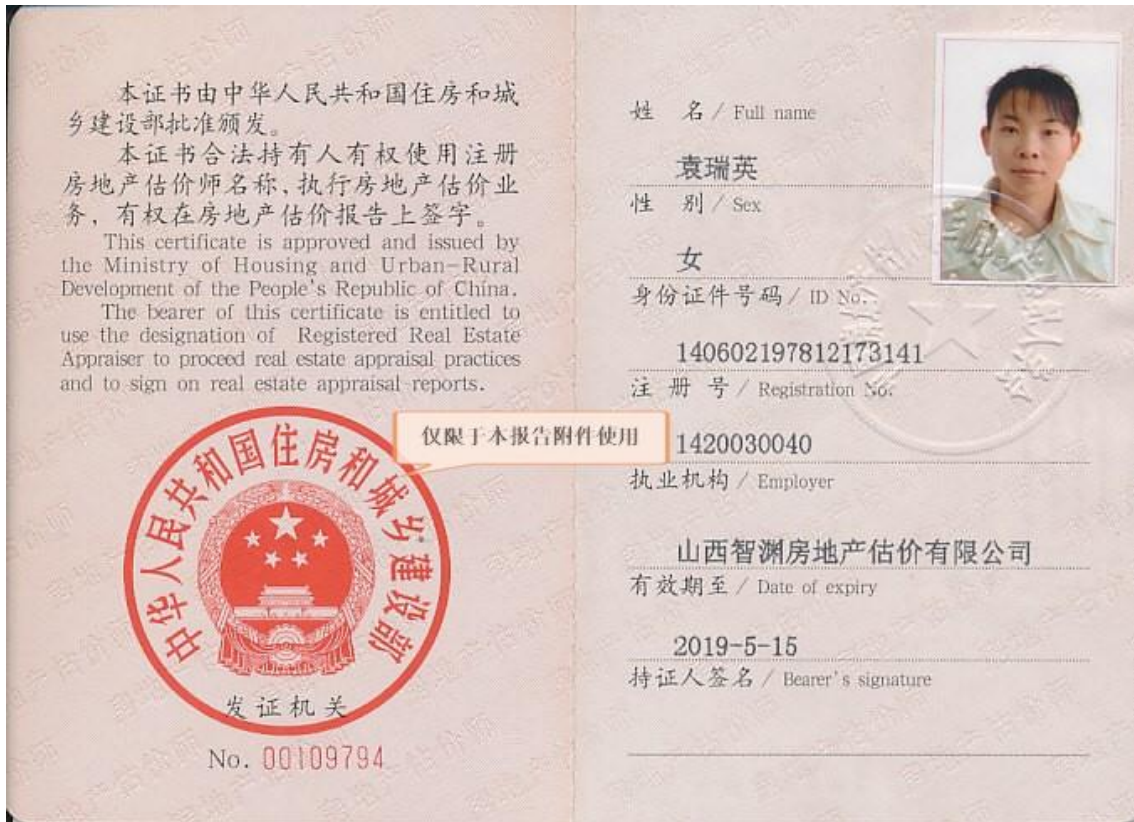 本证书由中华人民共和国住房和城
乡建设部批准颁发。
本证书合法持有人有权使用注册
房地产估价师名称、执行房地产估价业
务，有权在房地产估价报告上签字。
This certificate is approved and issued by
the Ministry of Housing and Urban-Rural
Development of the People's Republic of China.
The bearer of this certificate is entitled to
use the designation of Registered Real Estate
Appraiser to proceed real estate appraisal practices
and to sign on real estate appraisal reports.
仅限于本报告附件使用
中华人民共和国住房和城乡建设部
发证机关
No. 00109794
姓 名 / Full name
袁瑞英
性 别 / Sex
女
身份证件号码 / ID No.
140602197812173141
注 册 号 / Registration No.
1420030040
执业机构 / Employer
山西智渊房地产估价有限公司
有效期至 / Date of expiry
2019-5-15
持证人签名 / Bearer's signature